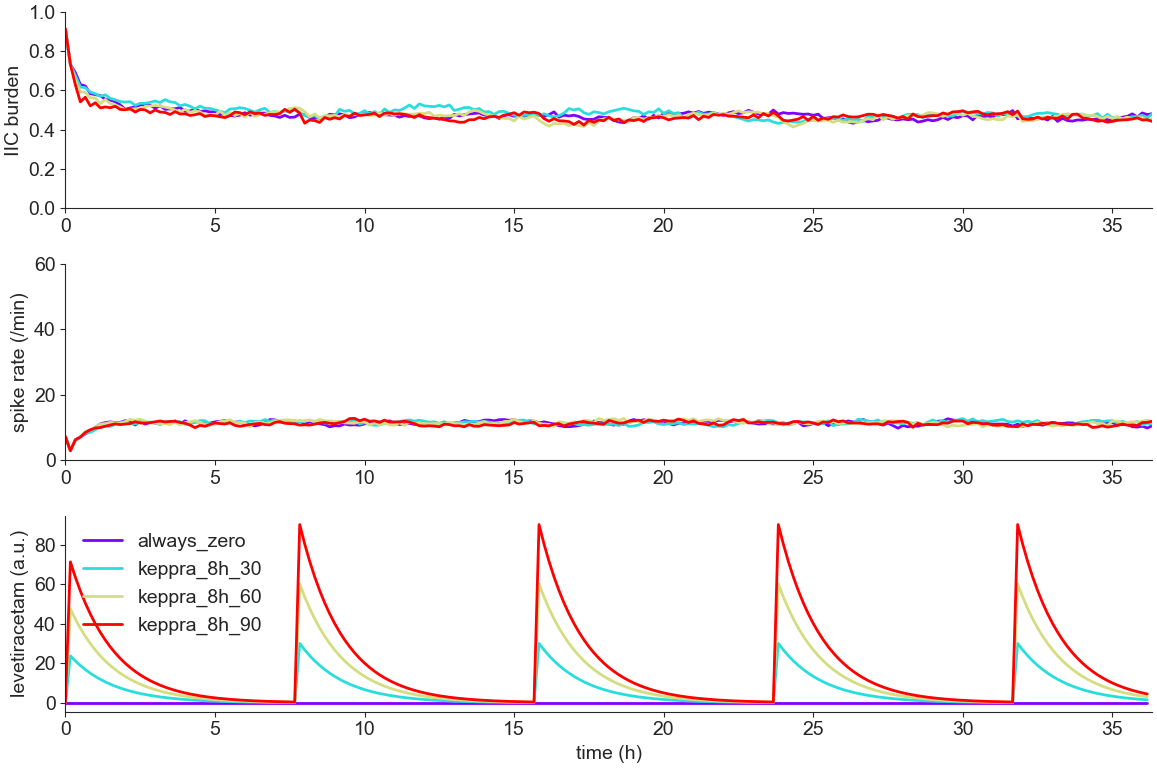 IIC burden
1.0
0.8
0.6
0.4
0.2
0.0
0 5 10 15 20 25 30 35
spike rate (/min)
60
40
20
0
0 5 10 15 20 25 30 35
levetiracetam (a.u.)
80
60
40
20
0
always_zero
keppra_8h_30
keppra_8h_60
keppra_8h_90
0 5 10 15 20 25 30 35
time (h)